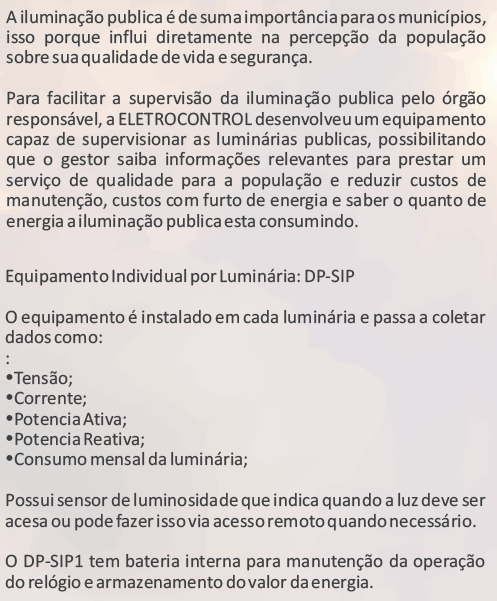 A iluminação publica é de suma importância para os municípios,
isso porque influi diretamente na percepção da população
sobre sua qualidade de vida e segurança.
Para facilitar a supervisão da iluminação publica pelo órgão
responsável, a ELETROCONTROL desenvolveu um equipamento
capaz de supervisionar as luminárias publicas, possibilitando
que o gestor saiba informações relevantes para prestar um
serviço de qualidade para a população e reduzir custos de
manutenção, custos com furto de energia e saber o quanto de
energia a iluminação publica esta consumindo.
Equipamento Individual por Luminária: DP-SIP
O equipamento é instalado em cada luminária e passa a coletar
dados como:
:
•Tensão;
•Corrente;
•Potencia Ativa;
•Potencia Reativa;
•Consumo mensal da luminária;
Possui sensor de luminosidade que indica quando a luz deve ser
acesa ou pode fazer isso via acesso remoto quando necessário.
O DP-SIP1 tem bateria interna para manutenção da operação
do relógio e armazenamento do valor da energia.